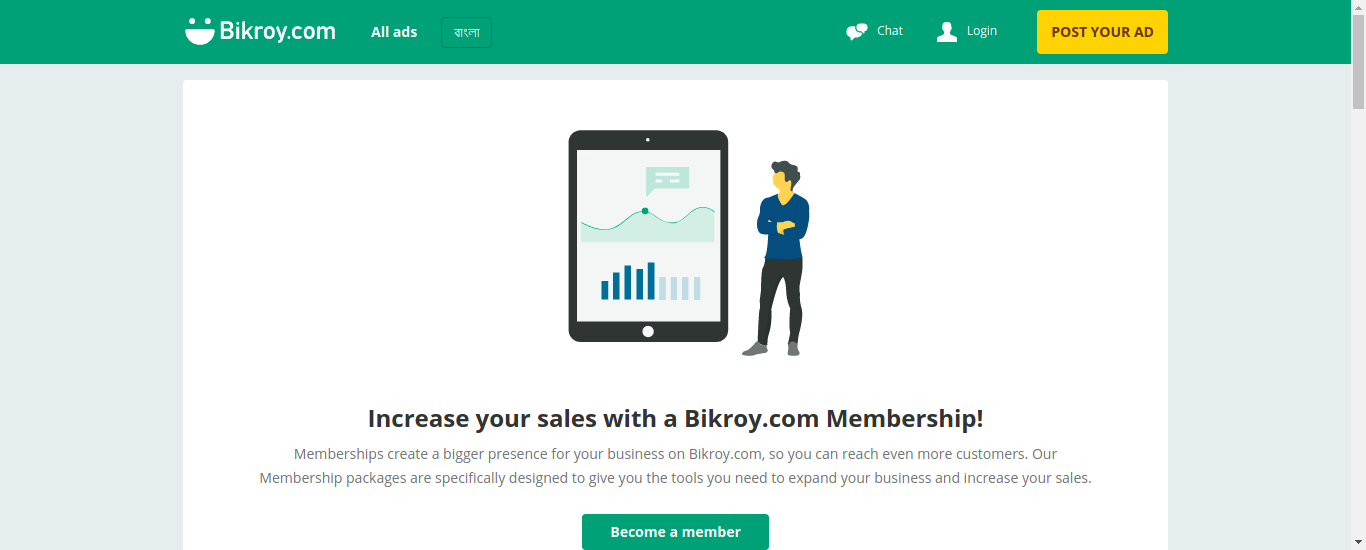 Bikroy.com
All ads
বাংলা
Chat
Login
POST YOUR AD
Increase your sales with a Bikroy.com Membership!
Memberships create a bigger presence for your business on Bikroy.com, so you can reach even more customers. Our
Membership packages are specifically designed to give you the tools you need to expand your business and increase your sales.
Become a member